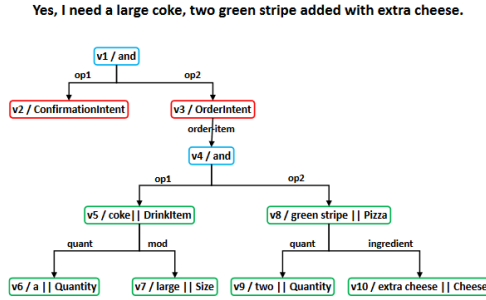 Yes, I need a large coke, two green stripe added with extra cheese.
v1 / and
op1 op2
v2 / ConfirmationIntent v3 / OrderIntent
order-item
v4 / and
op1 op2
v5 / coke|| DrinkItem v8 / green stripe || Pizza
quant mod quant ingredient
v6 / a || Quantity v7 / large || Size v9 / two || Quantity v10 / extra cheese || Cheese